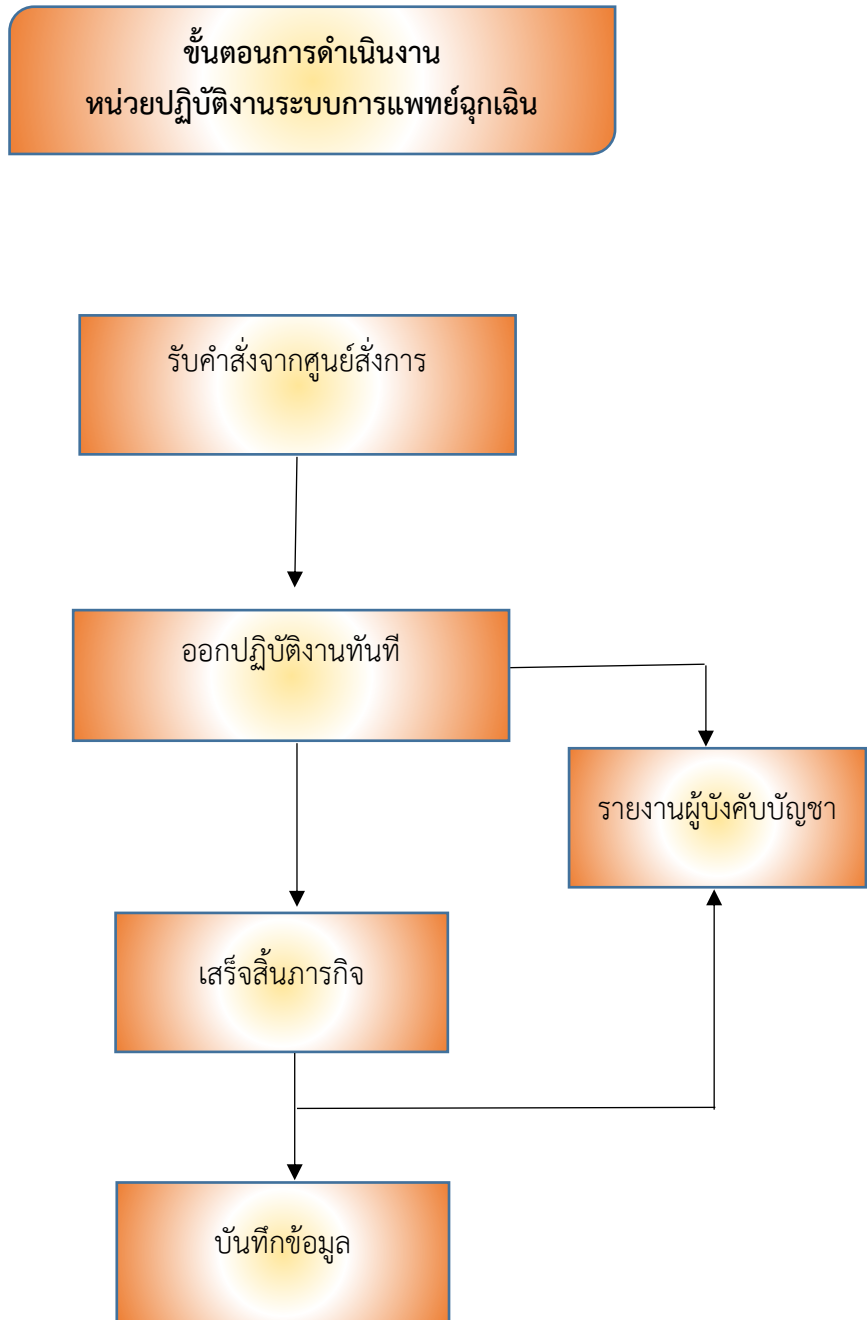 ขั้นตอนการดำเนินงาน
หน่วยปฏิบัติงานระบบการแพทย์ฉุกเฉิน
รับคำสั่งจากศูนย์สั่งการ
ออกปฏิบัติงานทันที
รายงานผู้บังคับบัญชา
เสร็จสิ้นภารกิจ
บันทึกข้อมูล